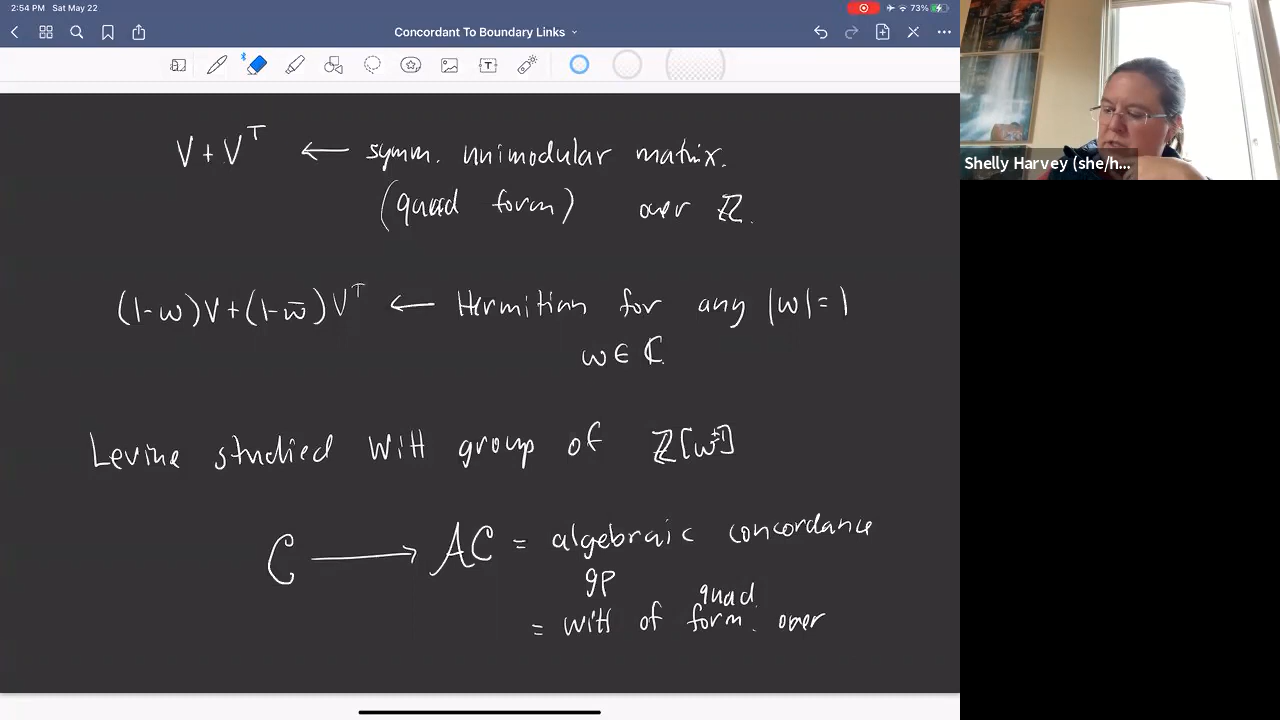 2:54 PM Sat May 22
73%
Concordant To Boundary Links
Shelly Harvey (she/h...
V + V^T ← symm. unimodular matrix.
(quad form) over ℤ.
(1-w)V+(1-w̄)V^T ← Hermitian for any |w|=1
w ∈ ℂ
Levine studied Witt group of ℤ[w^±1]
C ⟶ AC = algebraic concordance
gp
quad.
= witt of form. over